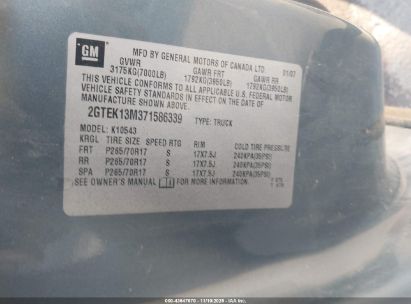 GM
MFD BY GENERAL MOTORS OF CANADA LTD 01/07
GVWR GAWR FRT GAWR RR
3175KG(7000LB) 1792KG(3950LB) 1792KG(3950LB)
THIS VEHICLE CONFORMS TO ALL APPLICABLE U.S. FEDERAL MOTOR
VEHICLE SAFETY STANDARDS IN EFFECT ON THE DATE OF
MANUFACTURE SHOWN ABOVE.
2GTEK13M371586339 TYPE: TRUCK
MODEL: K10543
KRGL TIRE SIZE SPEED RTG RIM COLD TIRE PRESSURE
FRT P265/70R17 S 17X7.5J 240KPA(35PSI)
RR P265/70R17 S 17X7.5J 240KPA(35PSI)
SPA P265/70R17 S 17X7.5J 240KPA(35PSI)
SEE OWNER'S MANUAL FOR MORE INFORMATION.